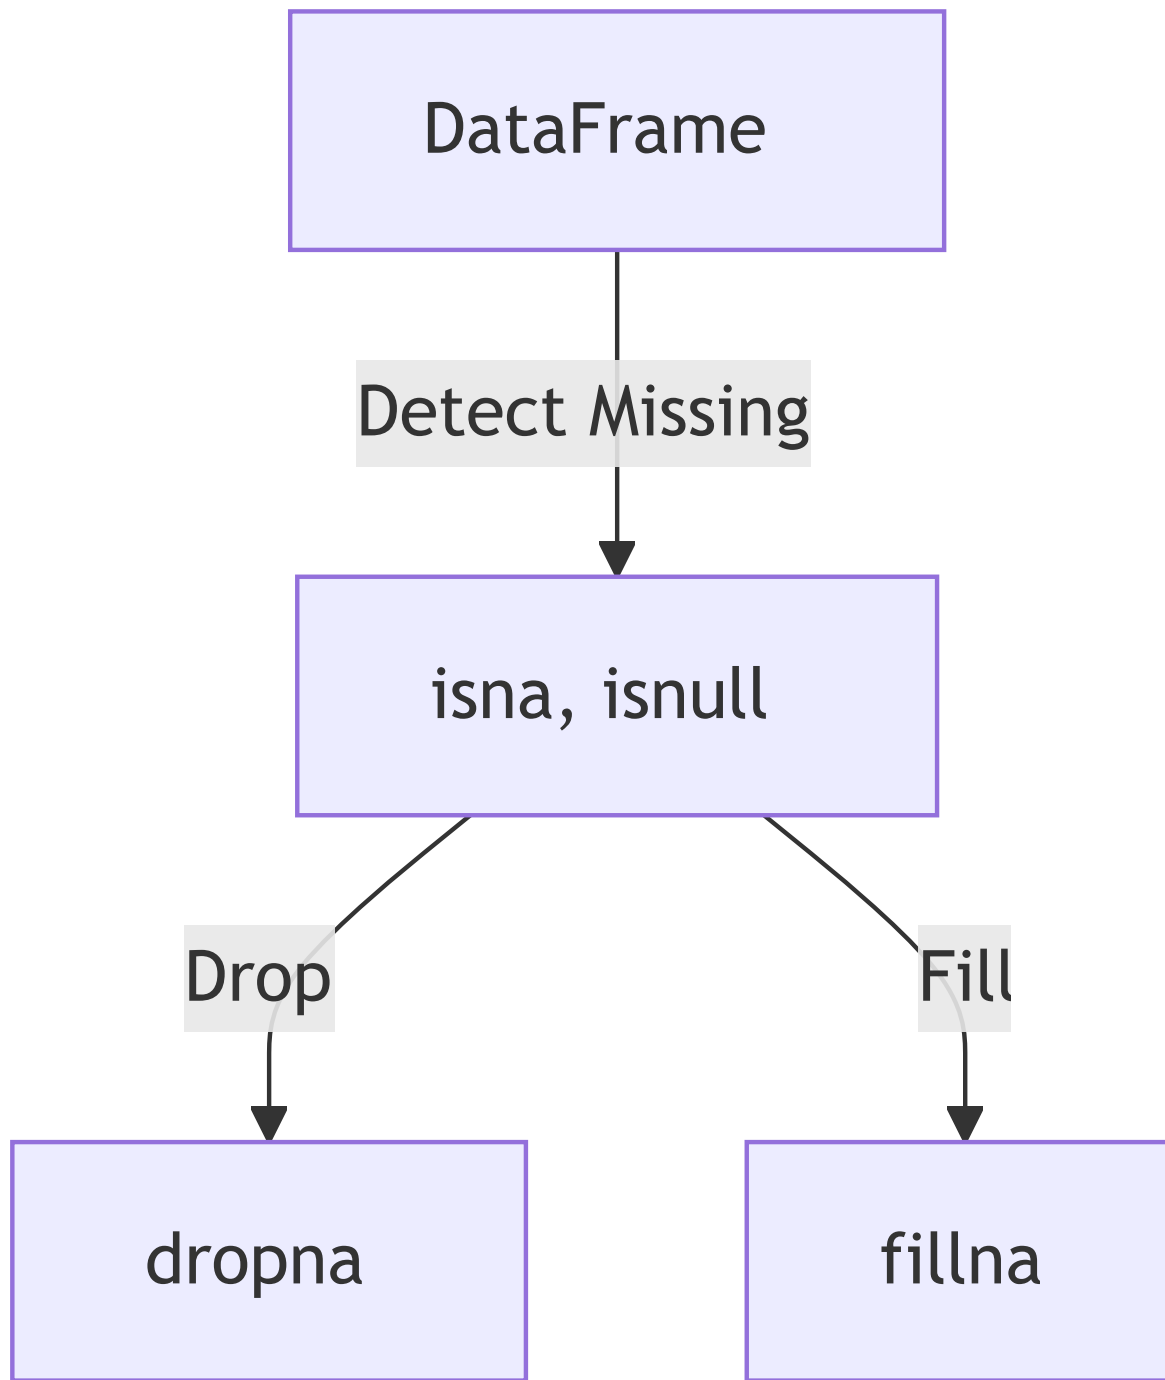 DataFrame
Detect Missing
isna, isnull
Drop
Fill
dropna
fillna